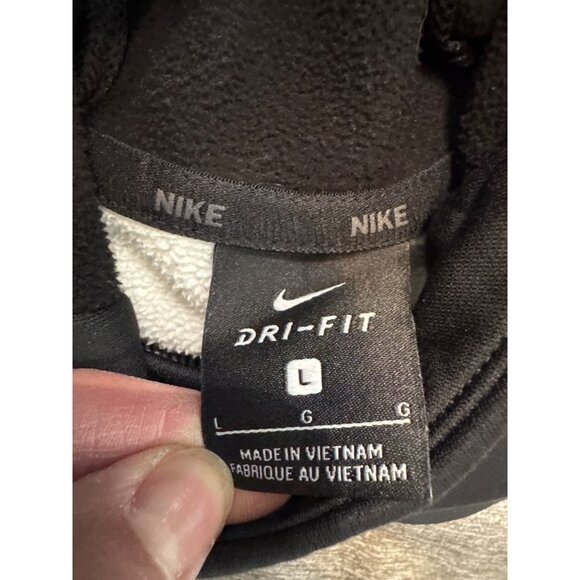 NIKE NIKE
DRI-FIT
L
L G G
MADE IN VIETNAM
FABRIQUE AU VIETNAM